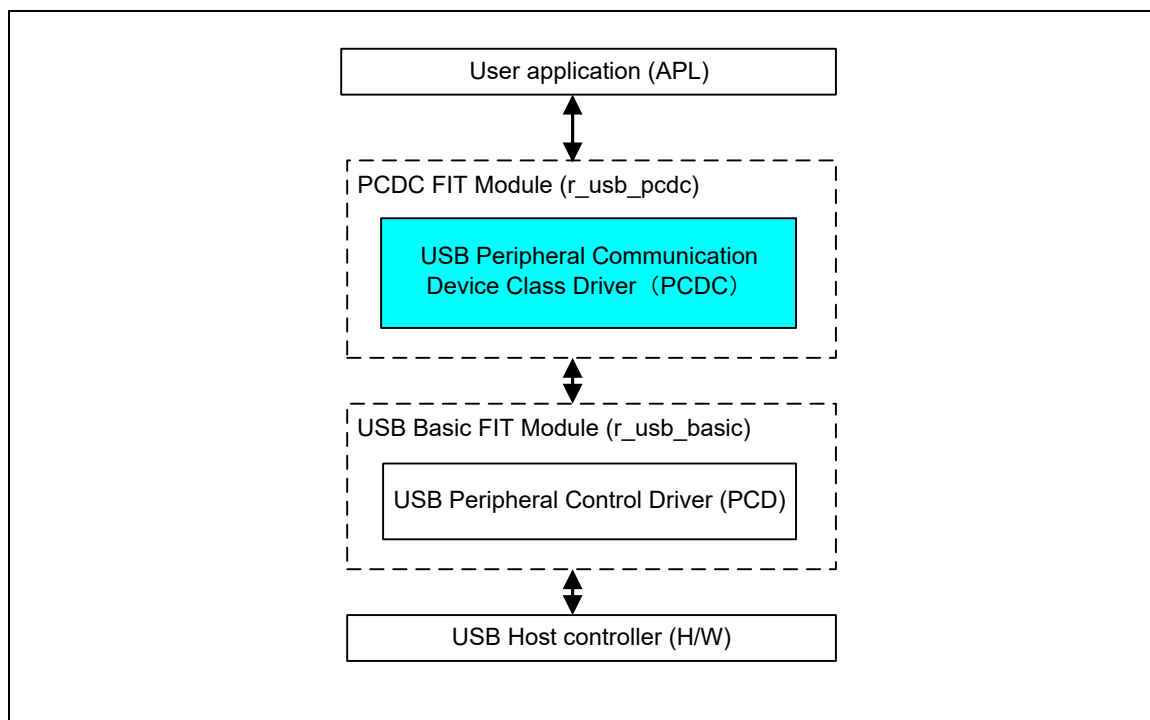 User application (APL)
PCDC FIT Module (r_usb_pcdc)
USB Peripheral Communication
Device Class Driver（PCDC）
USB Basic FIT Module (r_usb_basic)
USB Peripheral Control Driver (PCD)
USB Host controller (H/W)